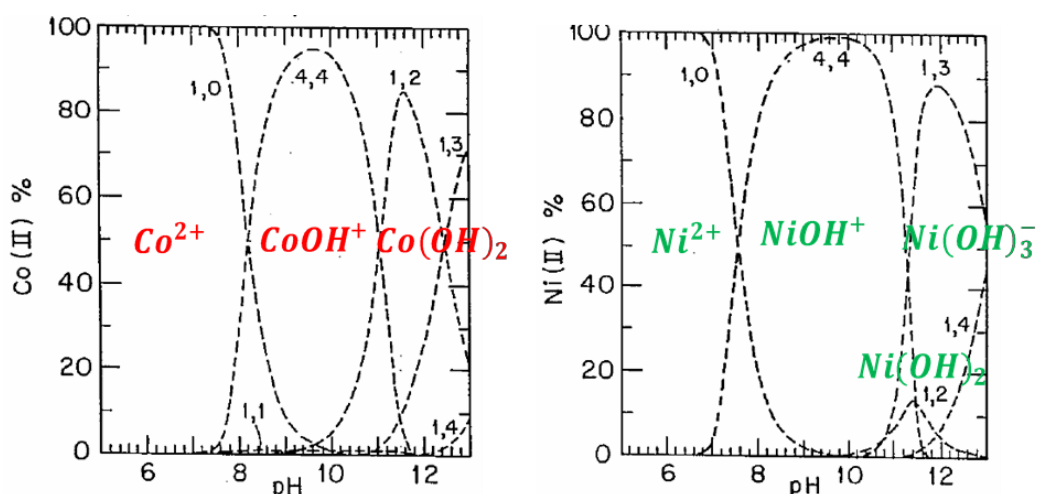 100
80
60
40
20
0
Co(II) %
1,0
4,4
1,2
1,3
Co²⁺
CoOH⁺
Co(OH)₂
1,1
1,4
6
8
10
12
pH
100
80
60
40
20
0
Ni(II) %
1,0
4,4
1,3
Ni²⁺
NiOH⁺
Ni(OH)₃⁻
1,4
Ni(OH)₂
1,2
6
8
10
12
pH